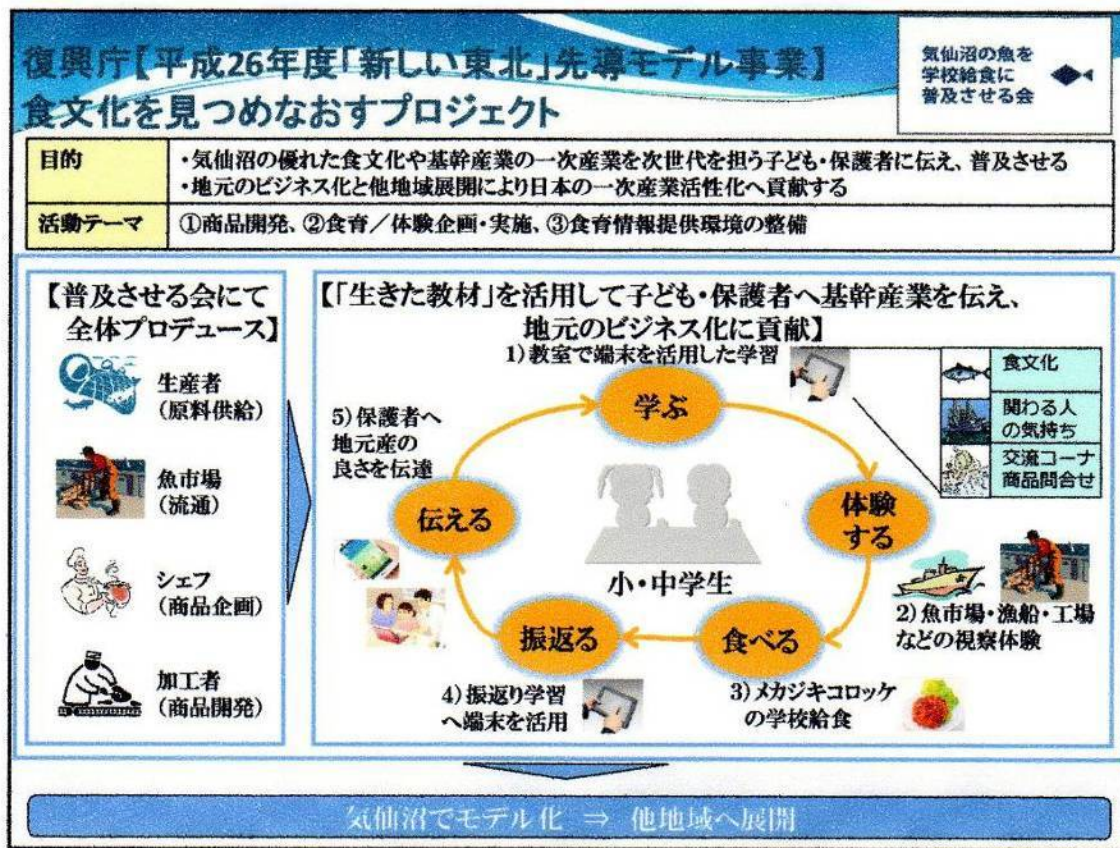 復興庁【平成26年度「新しい東北」先導モデル事業】
食文化を見つめなおすプロジェクト
気仙沼の魚を
学校給食に
普及させる会
目的
・気仙沼の優れた食文化や基幹産業の一次産業を次世代を担う子ども・保護者に伝え、普及させる
・地元のビジネス化と他地域展開により日本の一次産業活性化へ貢献する
活動テーマ
①商品開発、②食育／体験企画・実施、③食育情報提供環境の整備
【普及させる会にて
全体プロデュース】
生産者
(原料供給)
魚市場
(流通)
シェフ
(商品企画)
加工者
(商品開発)
【「生きた教材」を活用して子ども・保護者へ基幹産業を伝え、
地元のビジネス化に貢献】
1)教室で端末を活用した学習
学ぶ
食文化
関わる人
の気持ち
交流コーナ
商品問合せ
体験
する
2)魚市場・漁船・工場
などの視察体験
食べる
3)メカジキコロッケ
の学校給食
振返る
4)振返り学習
へ端末を活用
伝える
5)保護者へ
地元産の
良さを伝達
小・中学生
気仙沼でモデル化 ⇒ 他地域へ展開